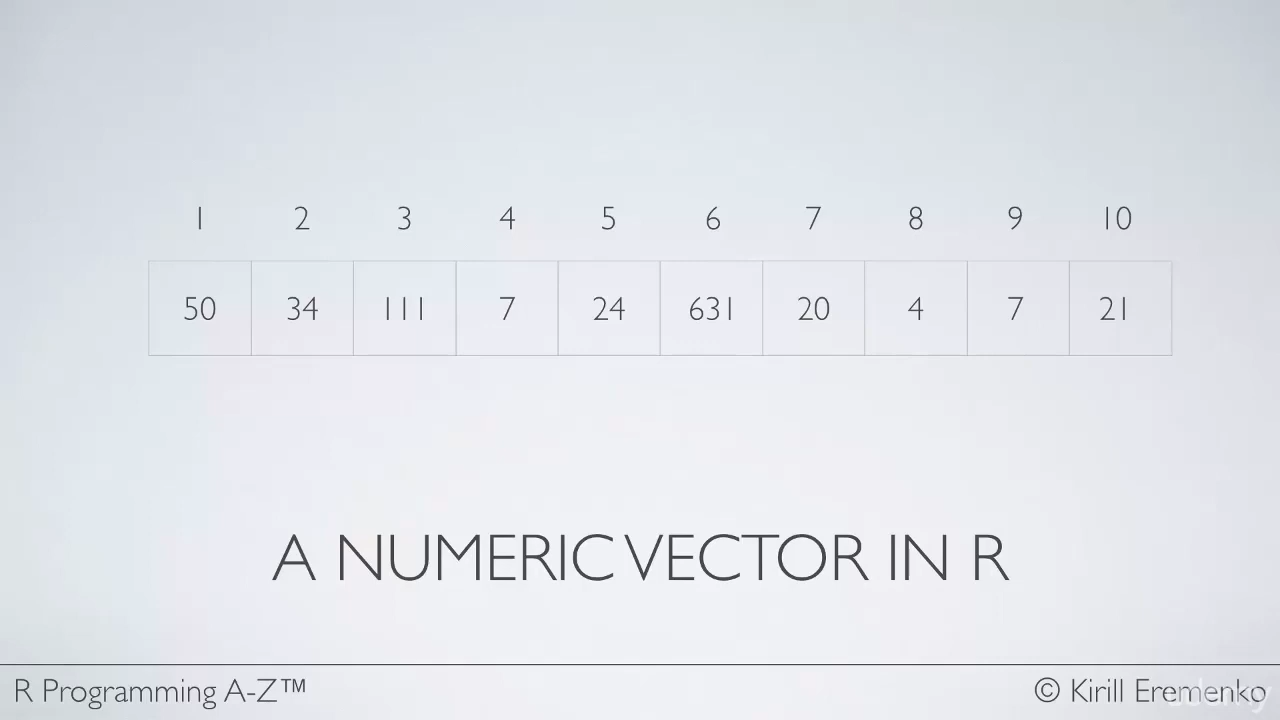 1 2 3 4 5 6 7 8 9 10
50 34 111 7 24 631 20 4 7 21
A NUMERIC VECTOR IN R
R Programming A-Z™ © Kirill Eremenko
udemy